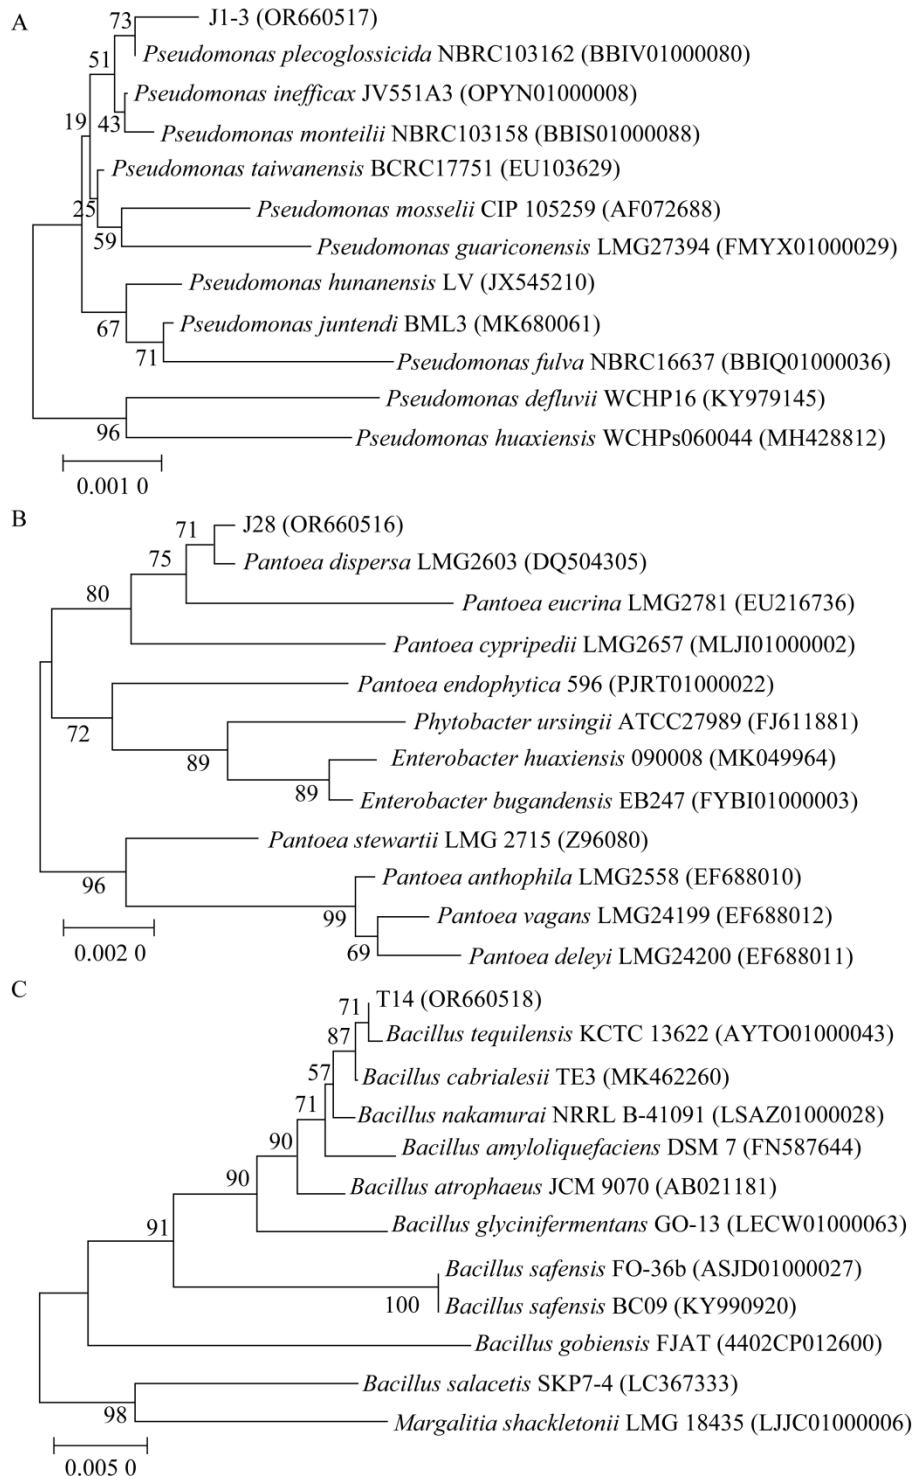 A
73
J1-3 (OR660517)
Pseudomonas plecoglossicida NBRC103162 (BBIV01000080)
51
Pseudomonas inefficax JV551A3 (OPYN01000008)
19
43
Pseudomonas monteilii NBRC103158 (BBIS01000088)
Pseudomonas taiwanensis BCRC17751 (EU103629)
25
Pseudomonas mosselii CIP 105259 (AF072688)
59
Pseudomonas guariconensis LMG27394 (FMYX01000029)
Pseudomonas hunanensis LV (JX545210)
67
Pseudomonas juntendi BML3 (MK680061)
71
Pseudomonas fulva NBRC16637 (BBIQ01000036)
Pseudomonas defluvii WCHP16 (KY979145)
96
Pseudomonas huaxiensis WCHPs060044 (MH428812)
0.001 0
B
71
J28 (OR660516)
75
Pantoea dispersa LMG2603 (DQ504305)
80
Pantoea eucrina LMG2781 (EU216736)
Pantoea cypripedii LMG2657 (MLJI01000002)
Pantoea endophytica 596 (PJRT01000022)
72
Phytobacter ursingii ATCC27989 (FJ611881)
89
Enterobacter huaxiensis 090008 (MK049964)
89
Enterobacter bugandensis EB247 (FYBI01000003)
Pantoea stewartii LMG 2715 (Z96080)
96
Pantoea anthophila LMG2558 (EF688010)
99
Pantoea vagans LMG24199 (EF688012)
69
Pantoea deleyi LMG24200 (EF688011)
0.002 0
C
71
T14 (OR660518)
87
Bacillus tequilensis KCTC 13622 (AYTO01000043)
57
Bacillus cabrialesii TE3 (MK462260)
71
Bacillus nakamurai NRRL B-41091 (LSAZ01000028)
90
Bacillus amyloliquefaciens DSM 7 (FN587644)
90
Bacillus atrophaeus JCM 9070 (AB021181)
91
Bacillus glycinifermentans GO-13 (LECW01000063)
Bacillus safensis FO-36b (ASJD01000027)
100
Bacillus safensis BC09 (KY990920)
Bacillus gobiensis FJAT (4402CP012600)
Bacillus salacetis SKP7-4 (LC367333)
98
Margalitia shackletonii LMG 18435 (LJJC01000006)
0.005 0